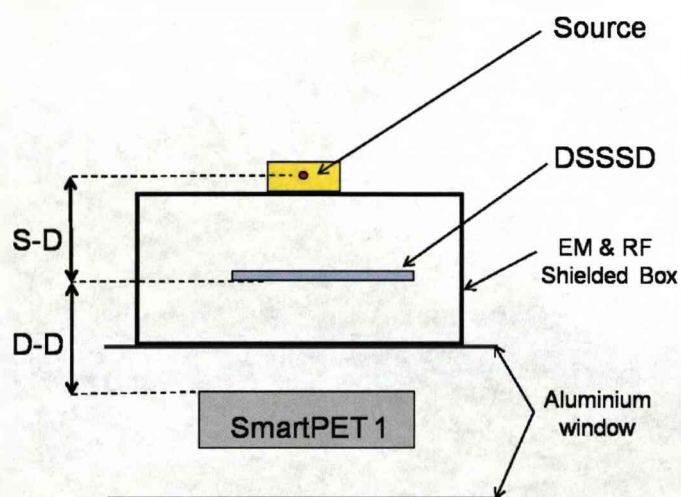 Source
DSSSD
S-D
EM & RF
Shielded Box
D-D
Aluminium
window
SmartPET 1